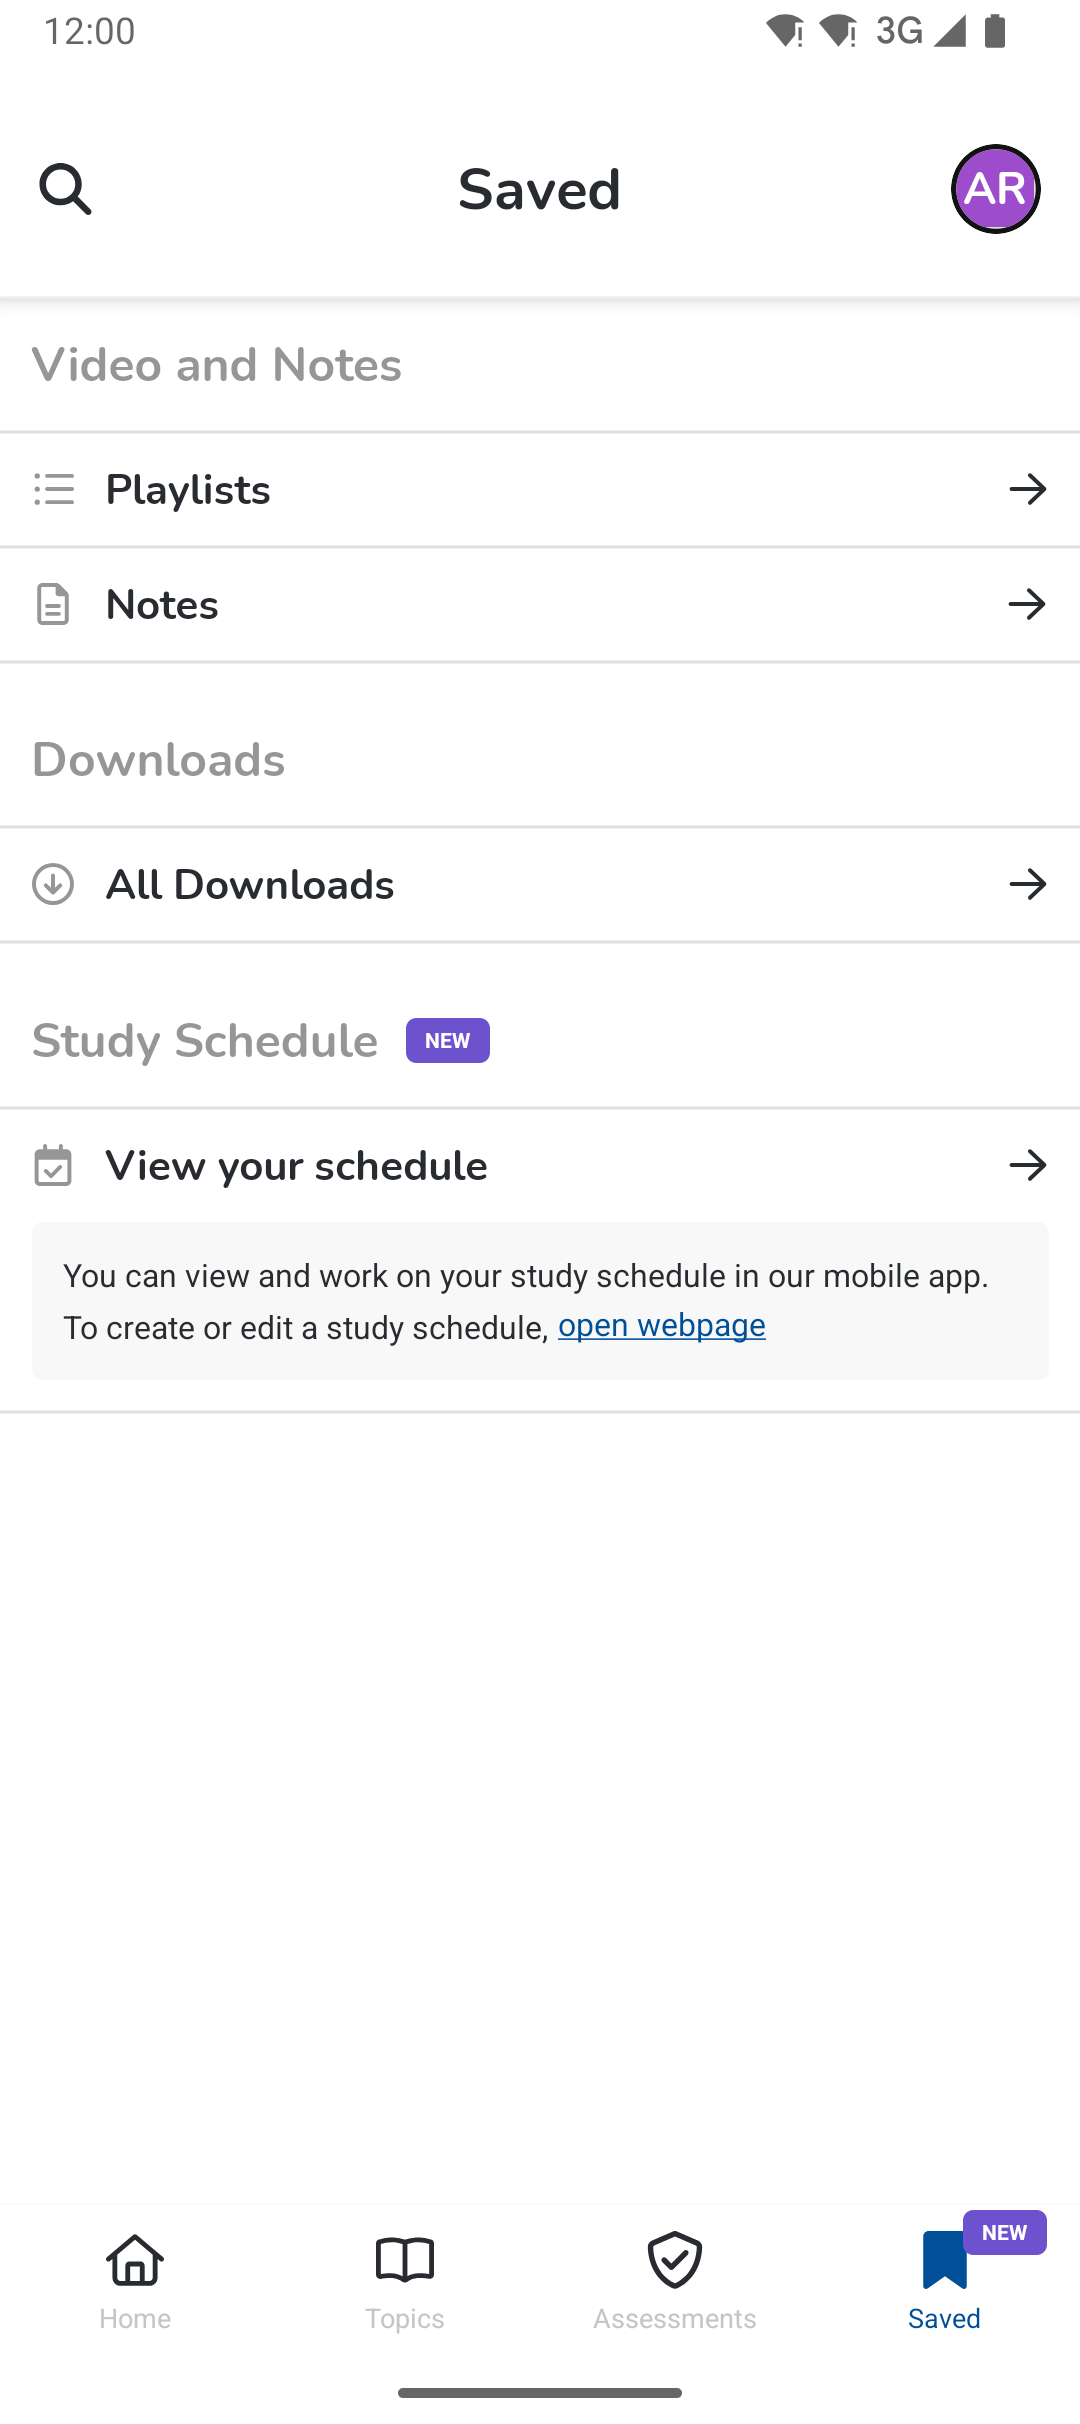 12:00
3G
Saved
AR
Video and Notes
Playlists
Notes
Downloads
All Downloads
Study Schedule NEW
View your schedule
You can view and work on your study schedule in our mobile app.
To create or edit a study schedule, open webpage
NEW
Home Topics Assessments Saved